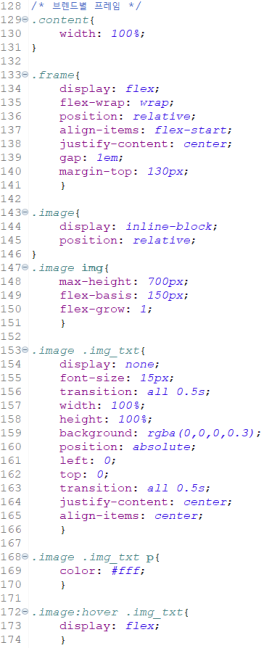 128 /* 브랜드별 프레임 */
129 .content{
130 width: 100%;
131 }
132
133 .frame{
134 display: flex;
135 flex-wrap: wrap;
136 position: relative;
137 align-items: flex-start;
138 justify-content: center;
139 gap: 1em;
140 margin-top: 130px;
141 }
142
143 .image{
144 display: inline-block;
145 position: relative;
146 }
147 .image img{
148 max-height: 700px;
149 flex-basis: 150px;
150 flex-grow: 1;
151 }
152
153 .image .img_txt{
154 display: none;
155 font-size: 15px;
156 transition: all 0.5s;
157 width: 100%;
158 height: 100%;
159 background: rgba(0,0,0,0.3);
160 position: absolute;
161 left: 0;
162 top: 0;
163 transition: all 0.5s;
164 justify-content: center;
165 align-items: center;
166 }
167
168 .image .img_txt p{
169 color: #fff;
170 }
171
172 .image:hover .img_txt{
173 display: flex;
174 }